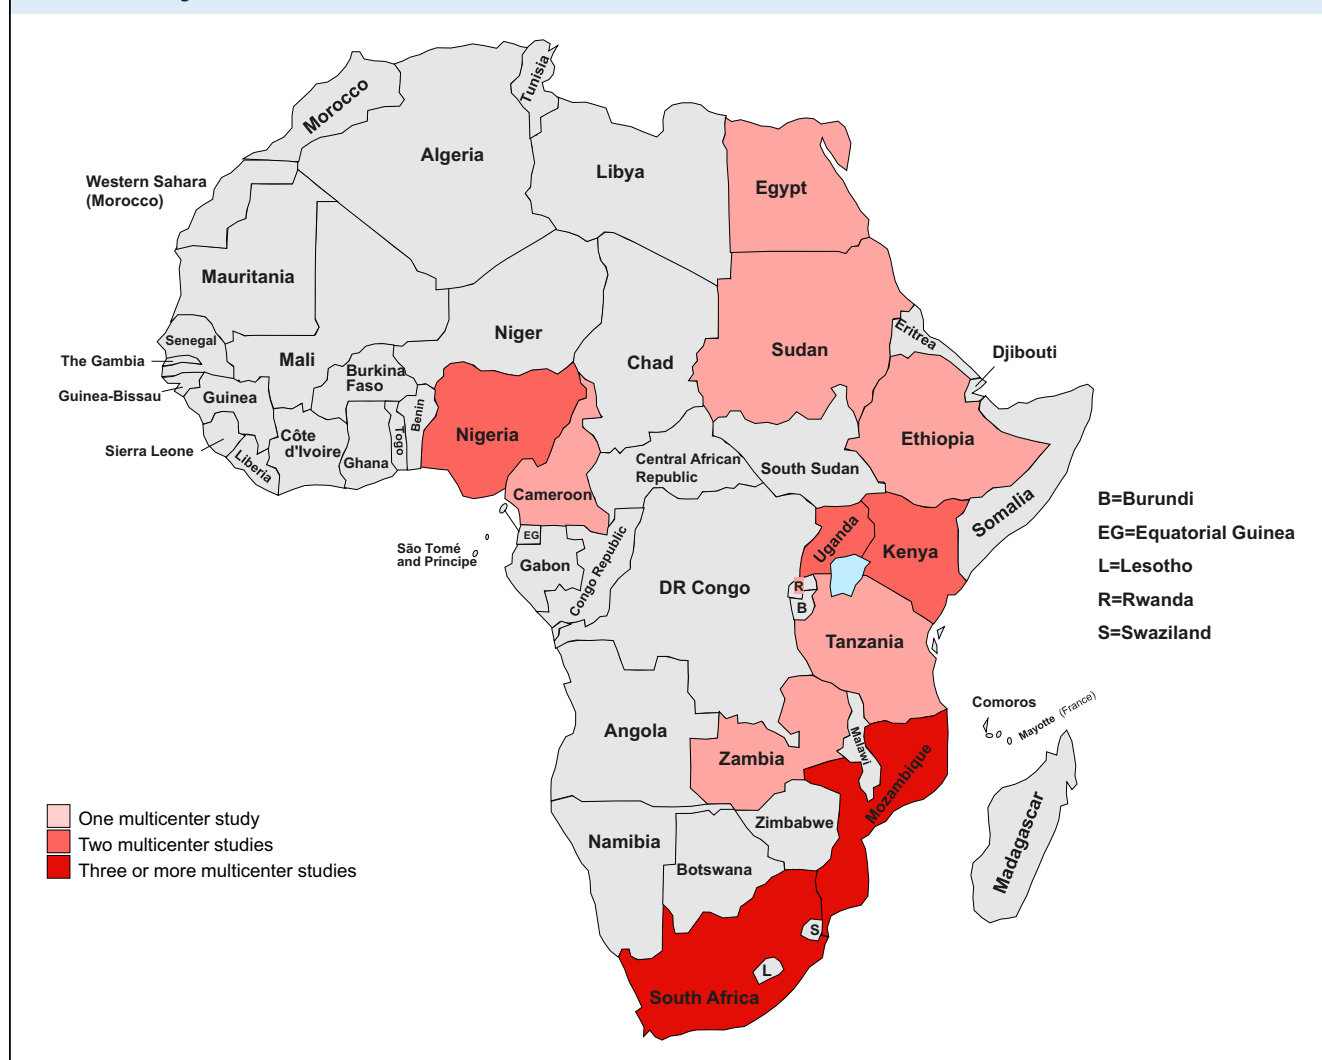 Morocco
Tunisia
Algeria
Libya
Egypt
Western Sahara
(Morocco)
Mauritania
Mali
Niger
Chad
Sudan
Eritrea
Djibouti
Senegal
The Gambia
Guinea-Bissau
Guinea
Sierra Leone
Liberia
Côte
d'Ivoire
Burkina
Faso
Ghana
Togo
Benin
Nigeria
Cameroon
Central African
Republic
South Sudan
Ethiopia
Somalia
EG
São Tomé
and Príncipe
Gabon
Congo Republic
DR Congo
Uganda
Kenya
R
B
Tanzania
B=Burundi
EG=Equatorial Guinea
L=Lesotho
R=Rwanda
S=Swaziland
Comoros
Mayotte (France)
Angola
Zambia
Malawi
Mozambique
Zimbabwe
Namibia
Botswana
Madagascar
S
L
South Africa
One multicenter study
Two multicenter studies
Three or more multicenter studies